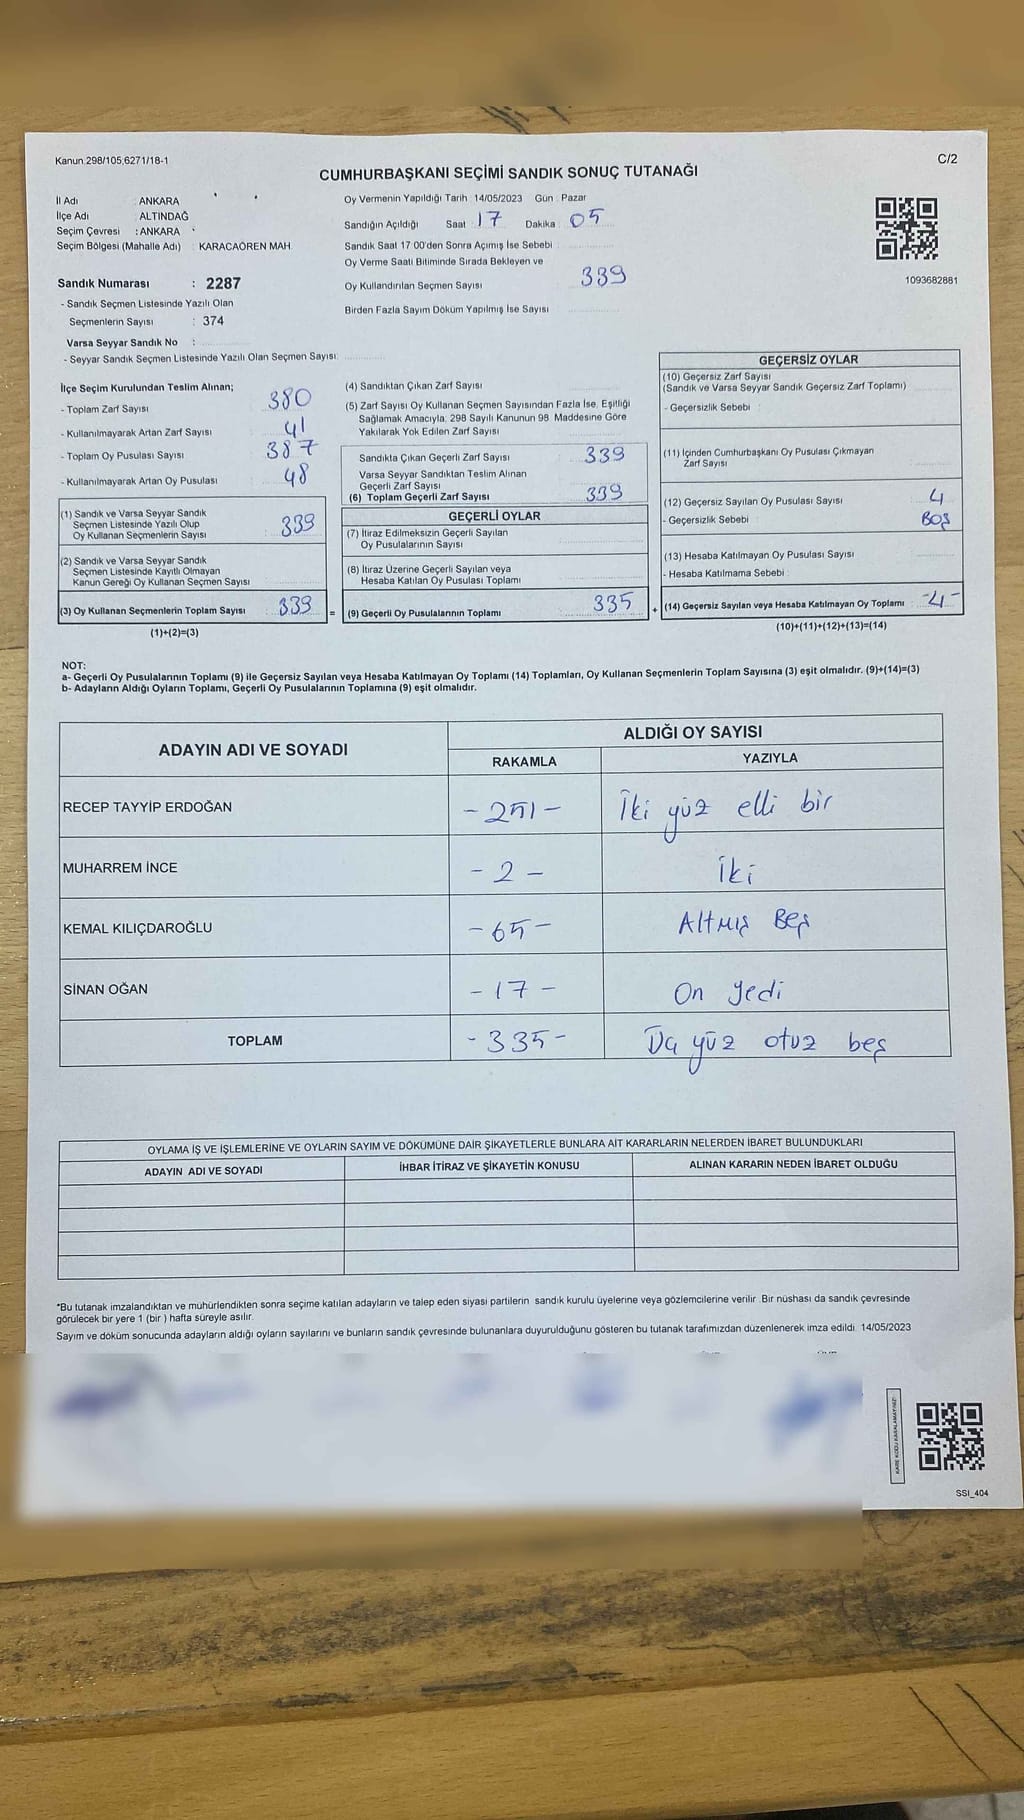 Kanun 298/105,6271/18-1
C/2
CUMHURBAŞKANI SEÇİMİ SANDIK SONUÇ TUTANAĞI
İl Adı ANKARA
İlçe Adı ALTINDAĞ
Seçim Çevresi : ANKARA
Seçim Bölgesi (Mahalle Adı) KARACAÖREN MAH
Oy Vermenin Yapıldığı Tarih 14/05/2023 Gün Pazar
Sandığın Açıldığı Saat 17 Dakika 05
Sandık Saat 17 00'den Sonra Açımış İse Sebebi
Oy Verme Saati Bitiminde Sırada Bekleyen ve
Oy Kullandırılan Seçmen Sayısı 339
Birden Fazla Sayım Döküm Yapılmış İse Sayısı
1093682881
Sandık Numarası : 2287
- Sandık Seçmen Listesinde Yazılı Olan
Seçmenlerin Sayısı : 374
Varsa Seyyar Sandık No :
- Seyyar Sandık Seçmen Listesinde Yazılı Olan Seçmen Sayısı:
İlçe Seçim Kurulundan Teslim Alınan;
- Toplam Zarf Sayısı 380
- Kullanılmayarak Artan Zarf Sayısı 41
- Toplam Oy Pusulası Sayısı 387
- Kullanılmayarak Artan Oy Pusulası 48
(1) Sandık ve Varsa Seyyar Sandık
Seçmen Listesinde Yazılı Olup
Oy Kullanan Seçmenlerin Sayısı : 339
(2) Sandık ve Varsa Seyyar Sandık
Seçmen Listesinde Kayıtlı Olmayan
Kanun Gereği Oy Kullanan Seçmen Sayısı
(3) Oy Kullanan Seçmenlerin Toplam Sayısı 339 =
(1)+(2)=(3)
(4) Sandıktan Çıkan Zarf Sayısı
(5) Zarf Sayısı Oy Kullanan Seçmen Sayısından Fazla İse, Eşitliği
Sağlamak Amacıyla, 298 Sayılı Kanunun 98 Maddesine Göre
Yakılarak Yok Edilen Zarf Sayısı
Sandıkta Çıkan Geçerli Zarf Sayısı 339
Varsa Seyyar Sandıktan Teslim Alınan
Geçerli Zarf Sayısı
(6) Toplam Geçerli Zarf Sayısı 339
GEÇERLİ OYLAR
(7) İtiraz Edilmeksizin Geçerli Sayılan
Oy Pusulalarının Sayısı
(8) İtiraz Üzerine Geçerli Sayılan veya
Hesaba Katılan Oy Pusulası Toplamı
(9) Geçerli Oy Pusulalarının Toplamı 335 +
GEÇERSİZ OYLAR
(10) Geçersiz Zarf Sayısı
(Sandık ve Varsa Seyyar Sandık Geçersiz Zarf Toplamı)
- Geçersizlik Sebebi
(11) İçinden Cumhurbaşkanı Oy Pusulası Çıkmayan
Zarf Sayısı
(12) Geçersiz Sayılan Oy Pusulası Sayısı 4
- Geçersizlik Sebebi BOŞ
(13) Hesaba Katılmayan Oy Pusulası Sayısı
- Hesaba Katılmama Sebebi
(14) Geçersiz Sayılan veya Hesaba Katılmayan Oy Toplamı -4-
(10)+(11)+(12)+(13)=(14)
NOT:
a- Geçerli Oy Pusulalarının Toplamı (9) ile Geçersiz Sayılan veya Hesaba Katılmayan Oy Toplamı (14) Toplamları, Oy Kullanan Seçmenlerin Toplam Sayısına (3) eşit olmalıdır. (9)+(14)=(3)
b- Adayların Aldığı Oyların Toplamı, Geçerli Oy Pusulalarının Toplamına (9) eşit olmalıdır.
ADAYIN ADI VE SOYADI
ALDIĞI OY SAYISI
RAKAMLA YAZIYLA
RECEP TAYYİP ERDOĞAN -251- İki yüz elli bir
MUHARREM İNCE -2- İki
KEMAL KILIÇDAROĞLU -65- Altmış Beş
SİNAN OĞAN -17- On yedi
TOPLAM -335- yüz otuz beş
OYLAMA İŞ VE İŞLEMLERİNE VE OYLARIN SAYIM VE DÖKÜMÜNE DAİR ŞİKAYETLERLE BUNLARA AİT KARARLARIN NELERDEN İBARET BULUNDUKLARI
ADAYIN ADI VE SOYADI İHBAR İTİRAZ VE ŞİKAYETİN KONUSU ALINAN KARARIN NEDEN İBARET OLDUĞU
*Bu tutanak imzalandıktan ve mühürlendikten sonra seçime katılan adayların ve talep eden siyasi partilerin sandık kurulu üyelerine veya gözlemcilerine verilir Bir nüshası da sandık çevresinde
görülecek bir yere 1 (bir ) hafta süreyle asılır.
Sayım ve döküm sonucunda adayların aldığı oyların sayılarını ve bunların sandık çevresinde bulunanlara duyurulduğunu gösteren bu tutanak tarafımızdan düzenlenerek imza edildi 14/05/2023
KARE KODU KARALAMAYINIZ!
SSI_404